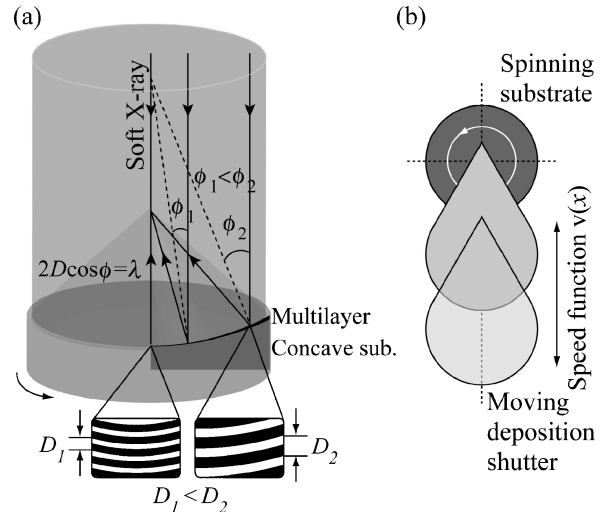 (a)
Soft X-ray
ϕ1<ϕ2
ϕ1
ϕ2
2Dcosϕ=λ
Multilayer
Concave sub.
D1
D2
D1<D2
(b)
Spinning
substrate
Speed function v(x)
Moving
deposition
shutter